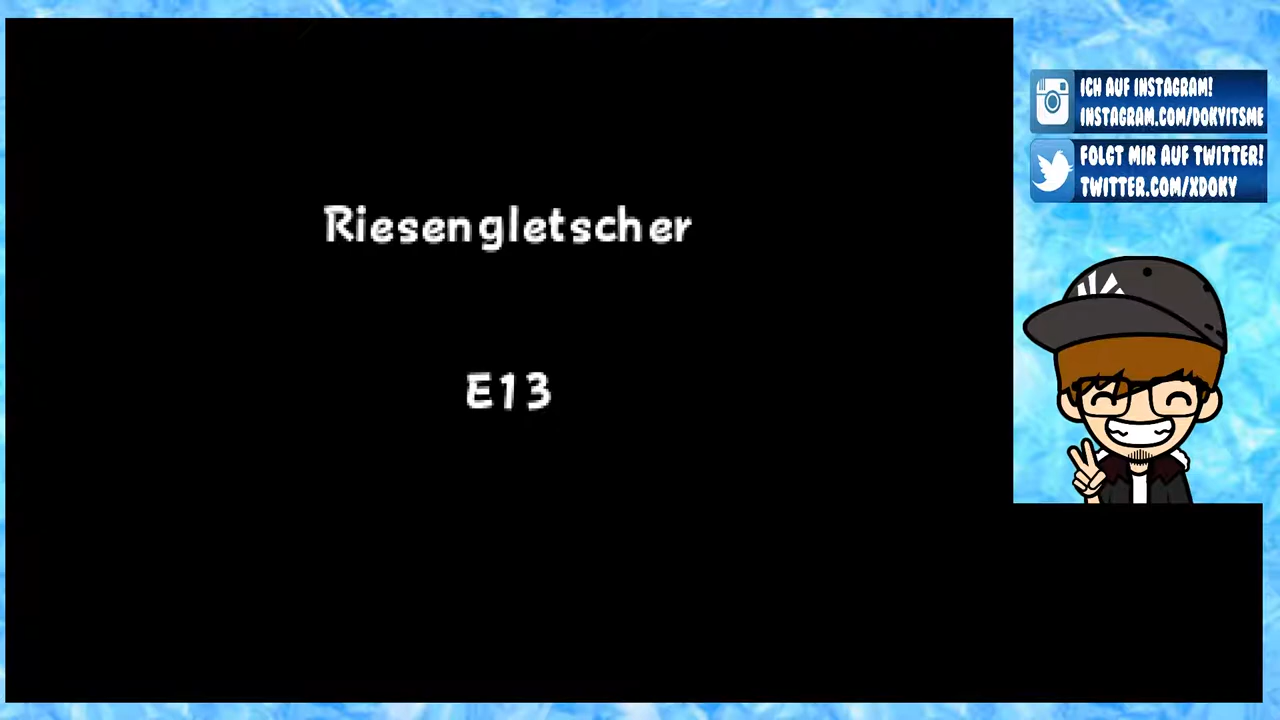 Riesengletscher
E13
ICH AUF INSTAGRAM!
INSTAGRAM.COM/DOKYITSME
FOLGT MIR AUF TWITTER!
TWITTER.COM/XDOKY